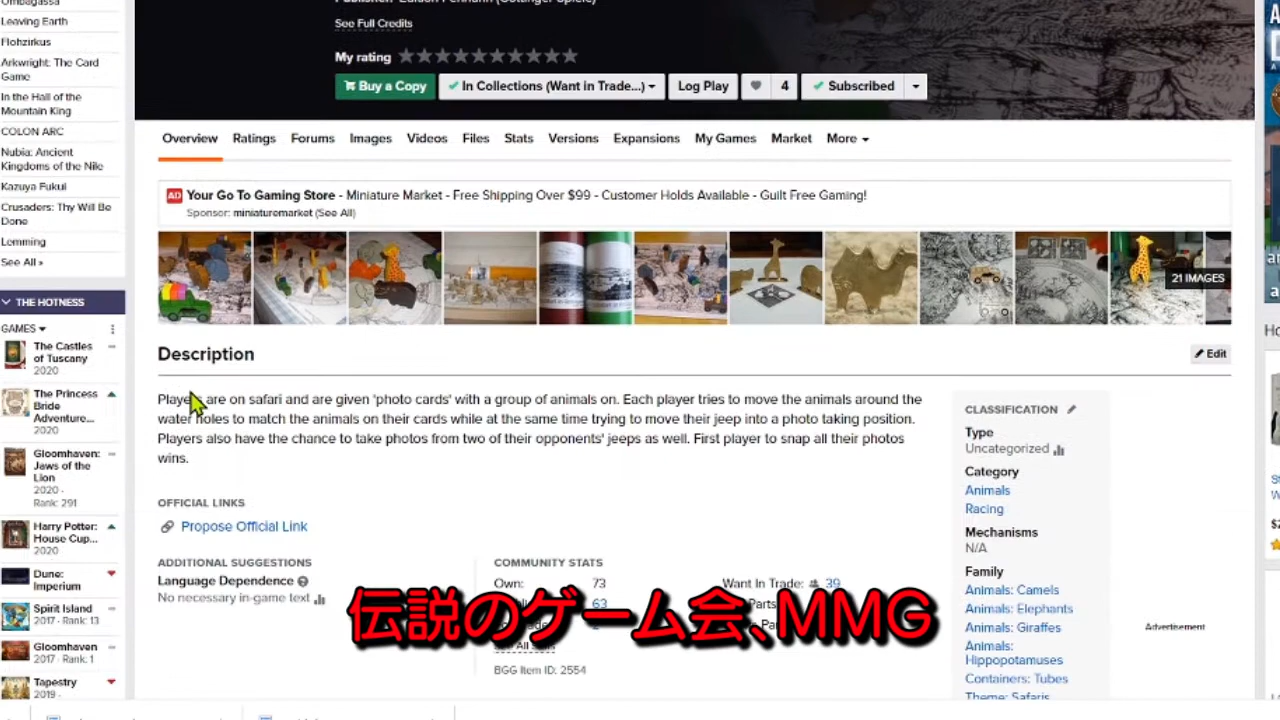 Ombagassa
Leaving Earth
Flohzirkus
Arkwright: The Card
Game
In the Hall of the
Mountain King
COLON ARC
Nubia: Ancient
Kingdoms of the Nile
Kazuya Fukui
Crusaders: Thy Will Be
Done
Lemming
See All »
THE HOTNESS
GAMES
The Castles
of Tuscany
2020
The Princess
Bride
Adventure...
2020
Gloomhaven:
Jaws of the
Lion
2020 -
Rank: 291
Harry Potter:
House Cup...
2020
Dune:
Imperium
Spirit Island
2017 - Rank: 13
Gloomhaven
2017 - Rank: 1
Tapestry
2019 -
See Full Credits
My rating
Buy a Copy
In Collections (Want in Trade...)
Log Play
4
Subscribed
Overview
Ratings
Forums
Images
Videos
Files
Stats
Versions
Expansions
My Games
Market
More
AD Your Go To Gaming Store - Miniature Market - Free Shipping Over $99 - Customer Holds Available - Guilt Free Gaming!
Sponsor: miniaturemarket (See All)
21 IMAGES
Description
Edit
Players are on safari and are given 'photo cards' with a group of animals on. Each player tries to move the animals around the
water holes to match the animals on their cards while at the same time trying to move their jeep into a photo taking position.
Players also have the chance to take photos from two of their opponents' jeeps as well. First player to snap all their photos
wins.
OFFICIAL LINKS
Propose Official Link
ADDITIONAL SUGGESTIONS
Language Dependence
No necessary in-game text
COMMUNITY STATS
Own: 73
63
Want In Trade: 39
Parts
BGG Item ID: 2554
CLASSIFICATION
Type
Uncategorized
Category
Animals
Racing
Mechanisms
N/A
Family
Animals: Camels
Animals: Elephants
Animals: Giraffes
Animals:
Hippopotamuses
Containers: Tubes
Theme: Safaris
Advertisement
伝説のゲーム会、MMG